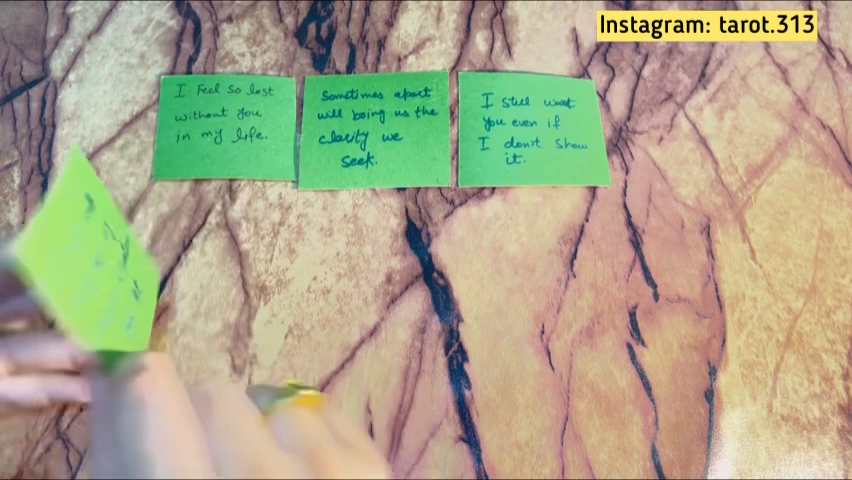 Instagram: tarot.313
I Feel so lost
without you
in my life.
Sometimes apart
will bring us the
clarity we
Seek.
I still want
you even if
I don't show
it.